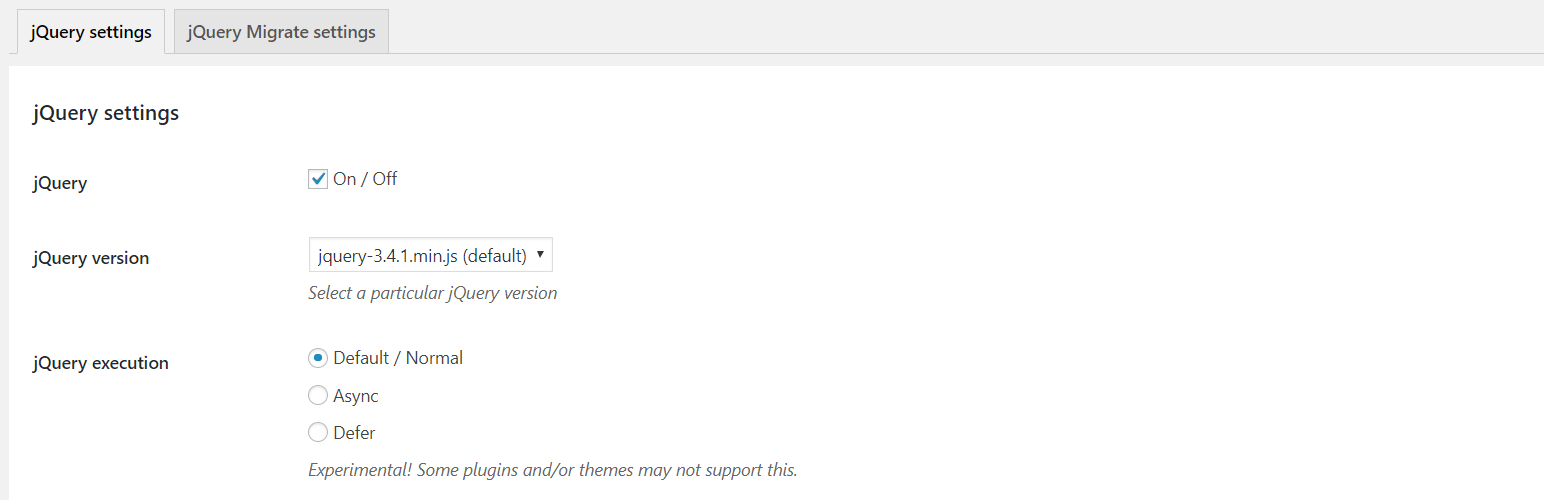 jQuery settings
jQuery Migrate settings
jQuery settings
jQuery
On / Off
jQuery version
jquery-3.4.1.min.js (default)
Select a particular jQuery version
jQuery execution
Default / Normal
Async
Defer
Experimental! Some plugins and/or themes may not support this.